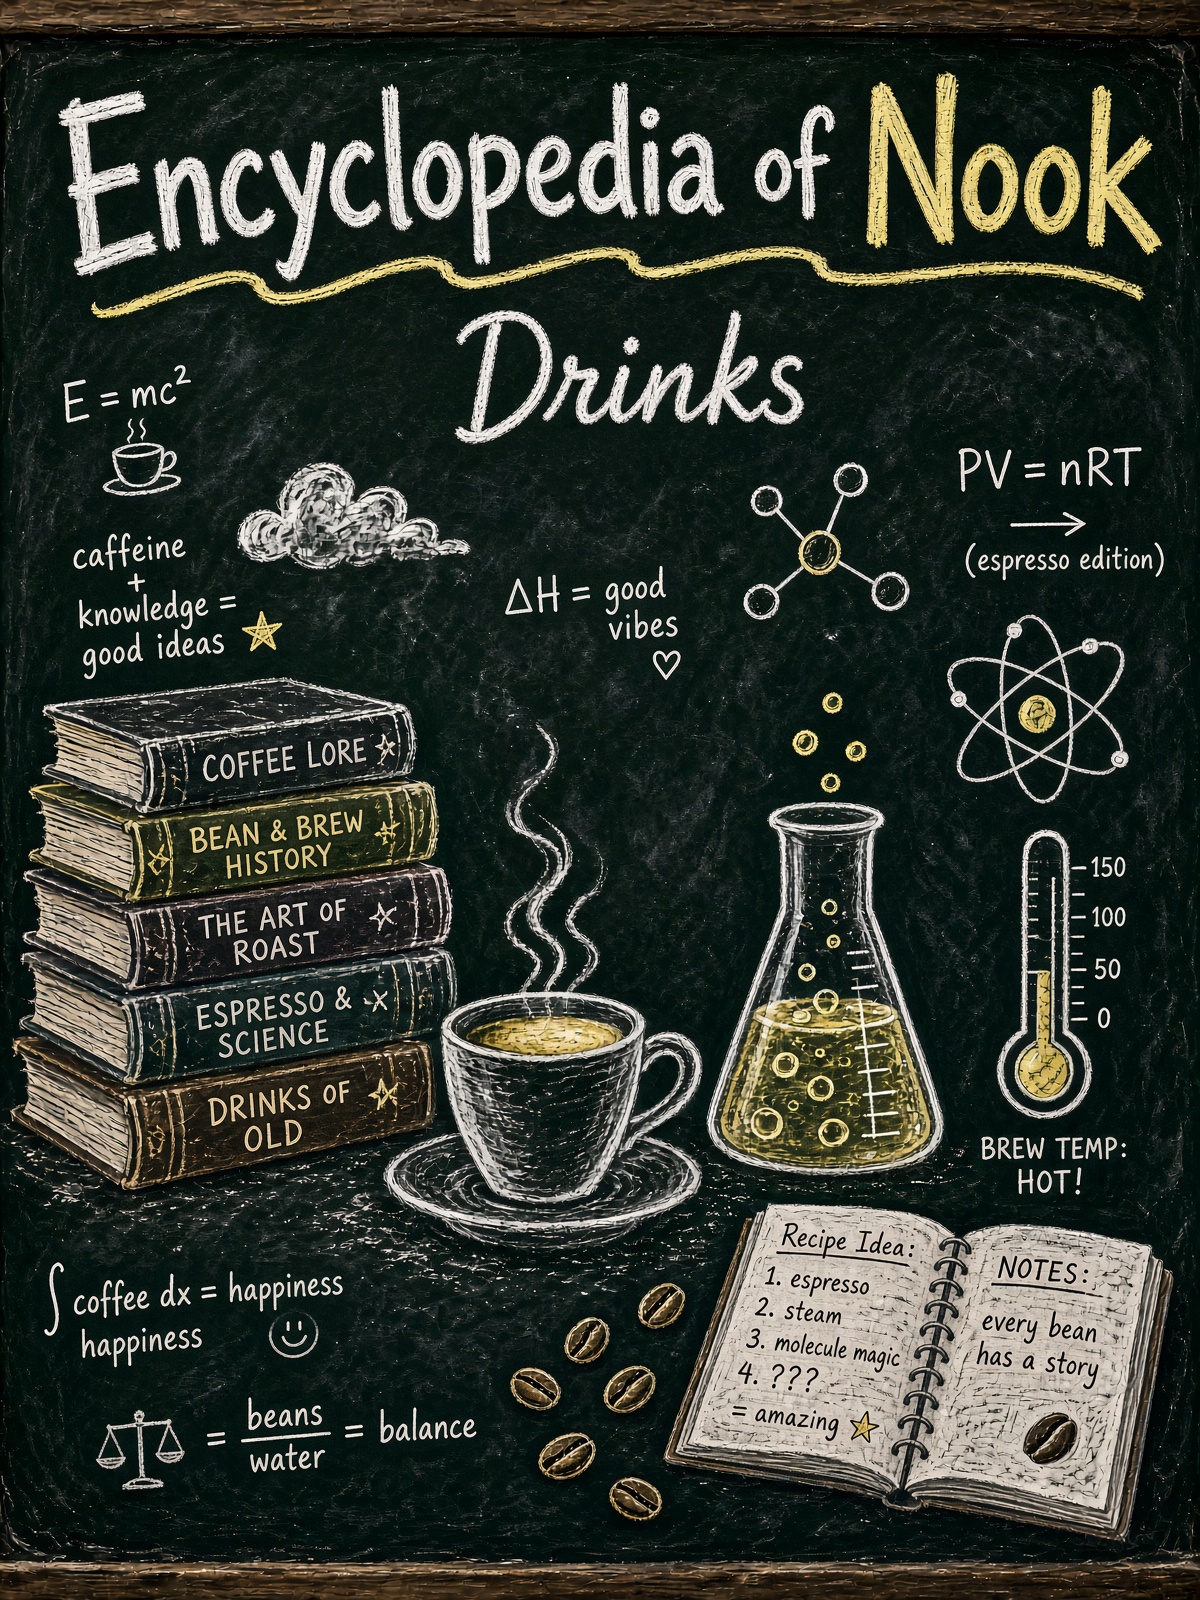 Encyclopedia of Nook
Drinks
E = mc²
caffeine
+
knowledge =
good ideas
ΔH = good
vibes
PV = nRT
→
(espresso edition)
COFFEE LORE
BEAN & BREW
HISTORY
THE ART OF
ROAST
ESPRESSO &
SCIENCE
DRINKS OF
OLD
150
100
50
0
BREW TEMP:
HOT!
∫ coffee dx = happiness
happiness
= beans
water
= balance
Recipe Idea:
1. espresso
2. steam
3. molecule magic
4. ???
= amazing
NOTES:
every bean
has a story